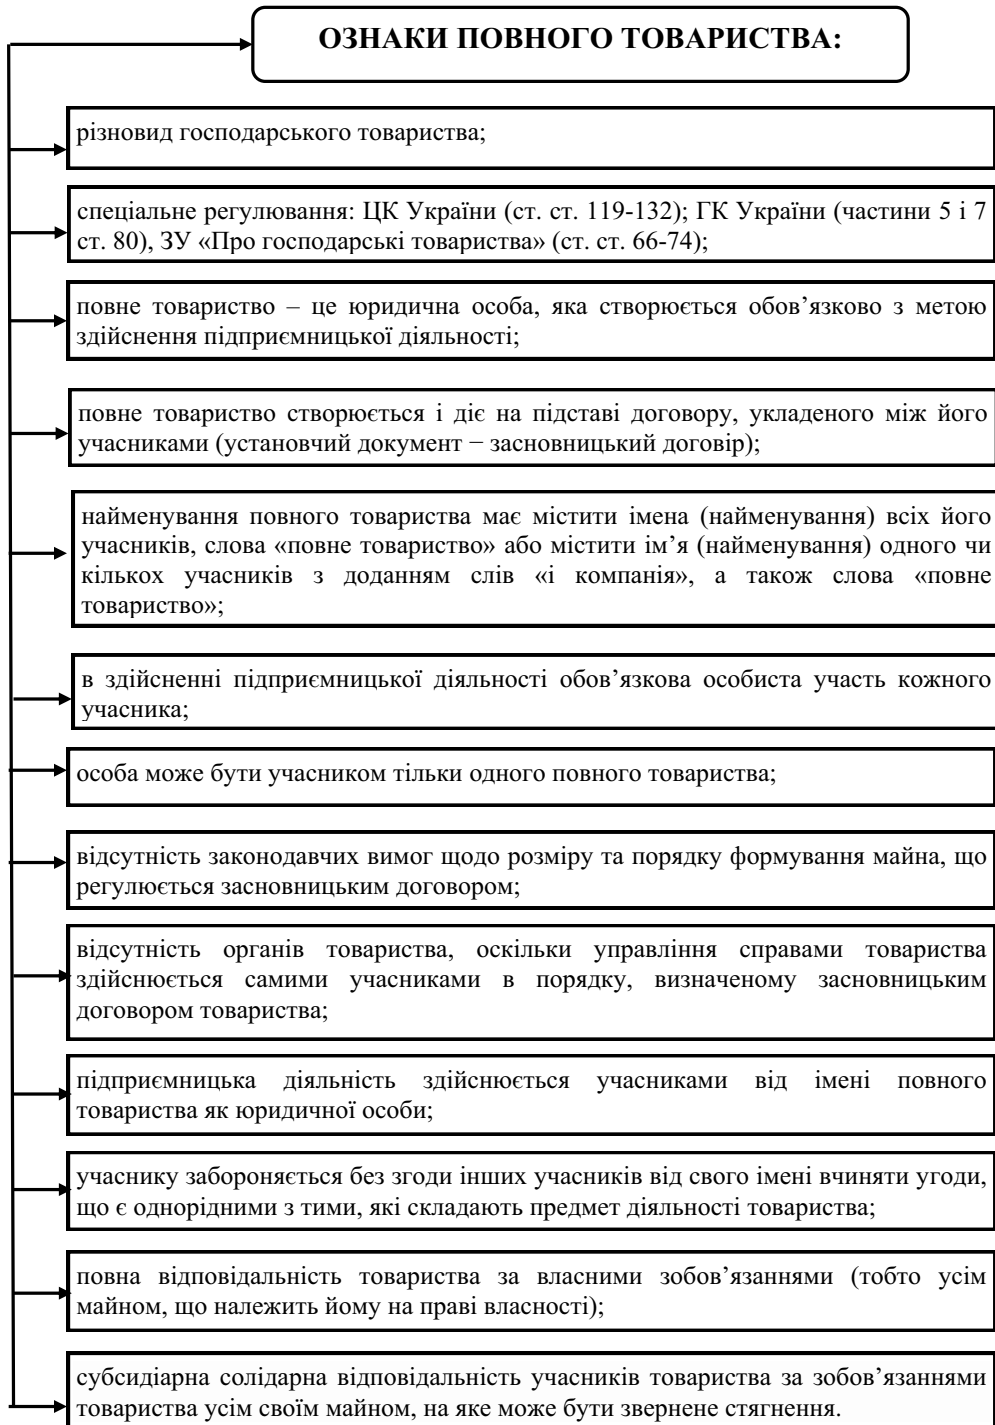 ОЗНАКИ ПОВНОГО ТОВАРИСТВА:
різновид господарського товариства;
спеціальне регулювання: ЦК України (ст. ст. 119-132); ГК України (частини 5 і 7
ст. 80), ЗУ «Про господарські товариства» (ст. ст. 66-74);
повне товариство – це юридична особа, яка створюється обов’язково з метою
здійснення підприємницької діяльності;
повне товариство створюється і діє на підставі договору, укладеного між його
учасниками (установчий документ − засновницький договір);
найменування повного товариства має містити імена (найменування) всіх його
учасників, слова «повне товариство» або містити ім’я (найменування) одного чи
кількох учасників з доданням слів «і компанія», а також слова «повне
товариство»;
в здійсненні підприємницької діяльності обов’язкова особиста участь кожного
учасника;
особа може бути учасником тільки одного повного товариства;
відсутність законодавчих вимог щодо розміру та порядку формування майна, що
регулюється засновницьким договором;
відсутність органів товариства, оскільки управління справами товариства
здійснюється самими учасниками в порядку, визначеному засновницьким
договором товариства;
підприємницька діяльність здійснюється учасниками від імені повного
товариства як юридичної особи;
учаснику забороняється без згоди інших учасників від свого імені вчиняти угоди,
що є однорідними з тими, які складають предмет діяльності товариства;
повна відповідальність товариства за власними зобов’язаннями (тобто усім
майном, що належить йому на праві власності);
субсидіарна солідарна відповідальність учасників товариства за зобов’язаннями
товариства усім своїм майном, на яке може бути звернене стягнення.